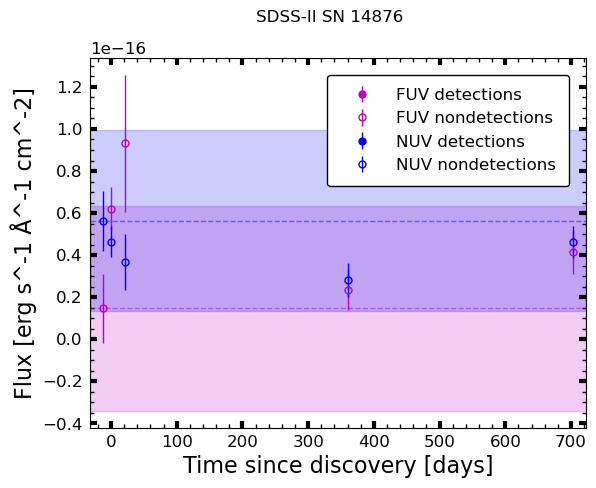 SDSS-II SN 14876
1e−16
FUV detections
FUV nondetections
NUV detections
NUV nondetections
1.2
1.0
0.8
0.6
0.4
0.2
0.0
−0.2
−0.4
Flux [erg s^-1 Å^-1 cm^-2]
0 100 200 300 400 500 600 700
Time since discovery [days]